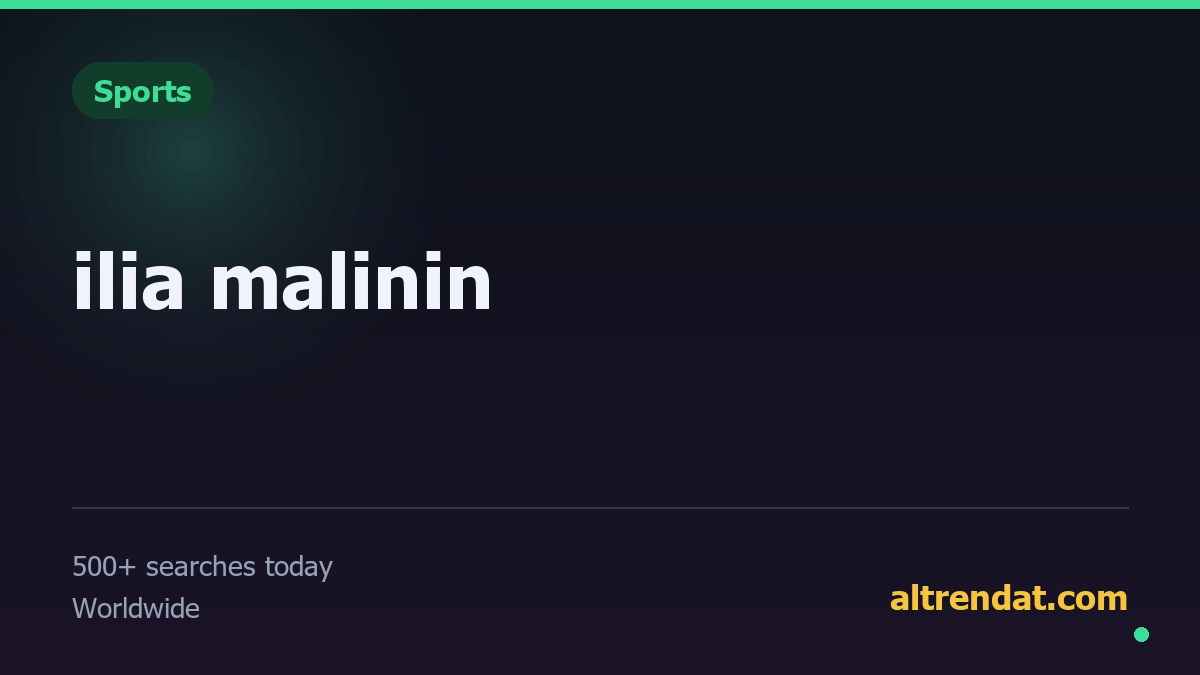 Sports
ilia malinin
500+ searches today
Worldwide
altrendat.com